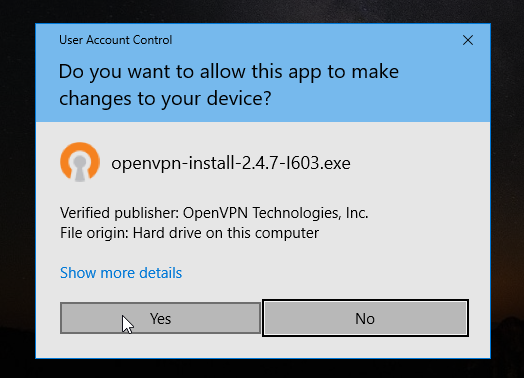 User Account Control
Do you want to allow this app to make
changes to your device?
openvpn-install-2.4.7-I603.exe
Verified publisher: OpenVPN Technologies, Inc.
File origin: Hard drive on this computer
Show more details
Yes
No